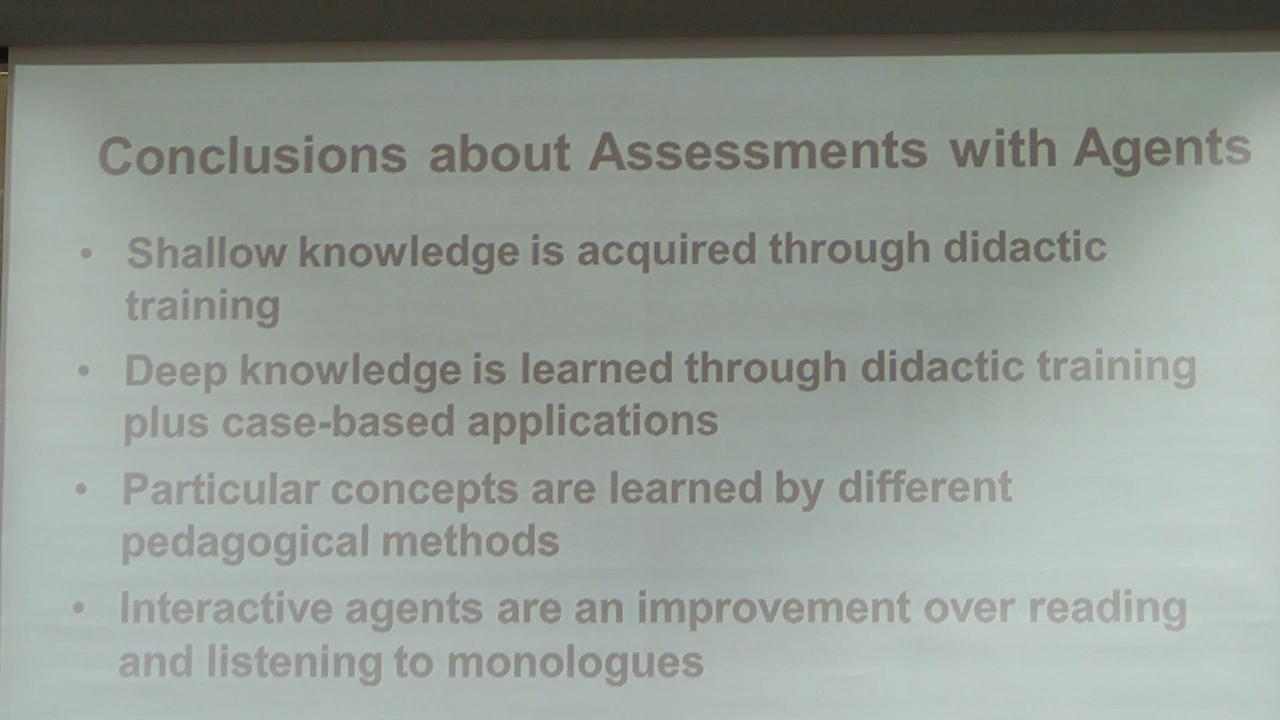 Conclusions about Assessments with Agents
• Shallow knowledge is acquired through didactic
training
• Deep knowledge is learned through didactic training
plus case-based applications
• Particular concepts are learned by different
pedagogical methods
• Interactive agents are an improvement over reading
and listening to monologues